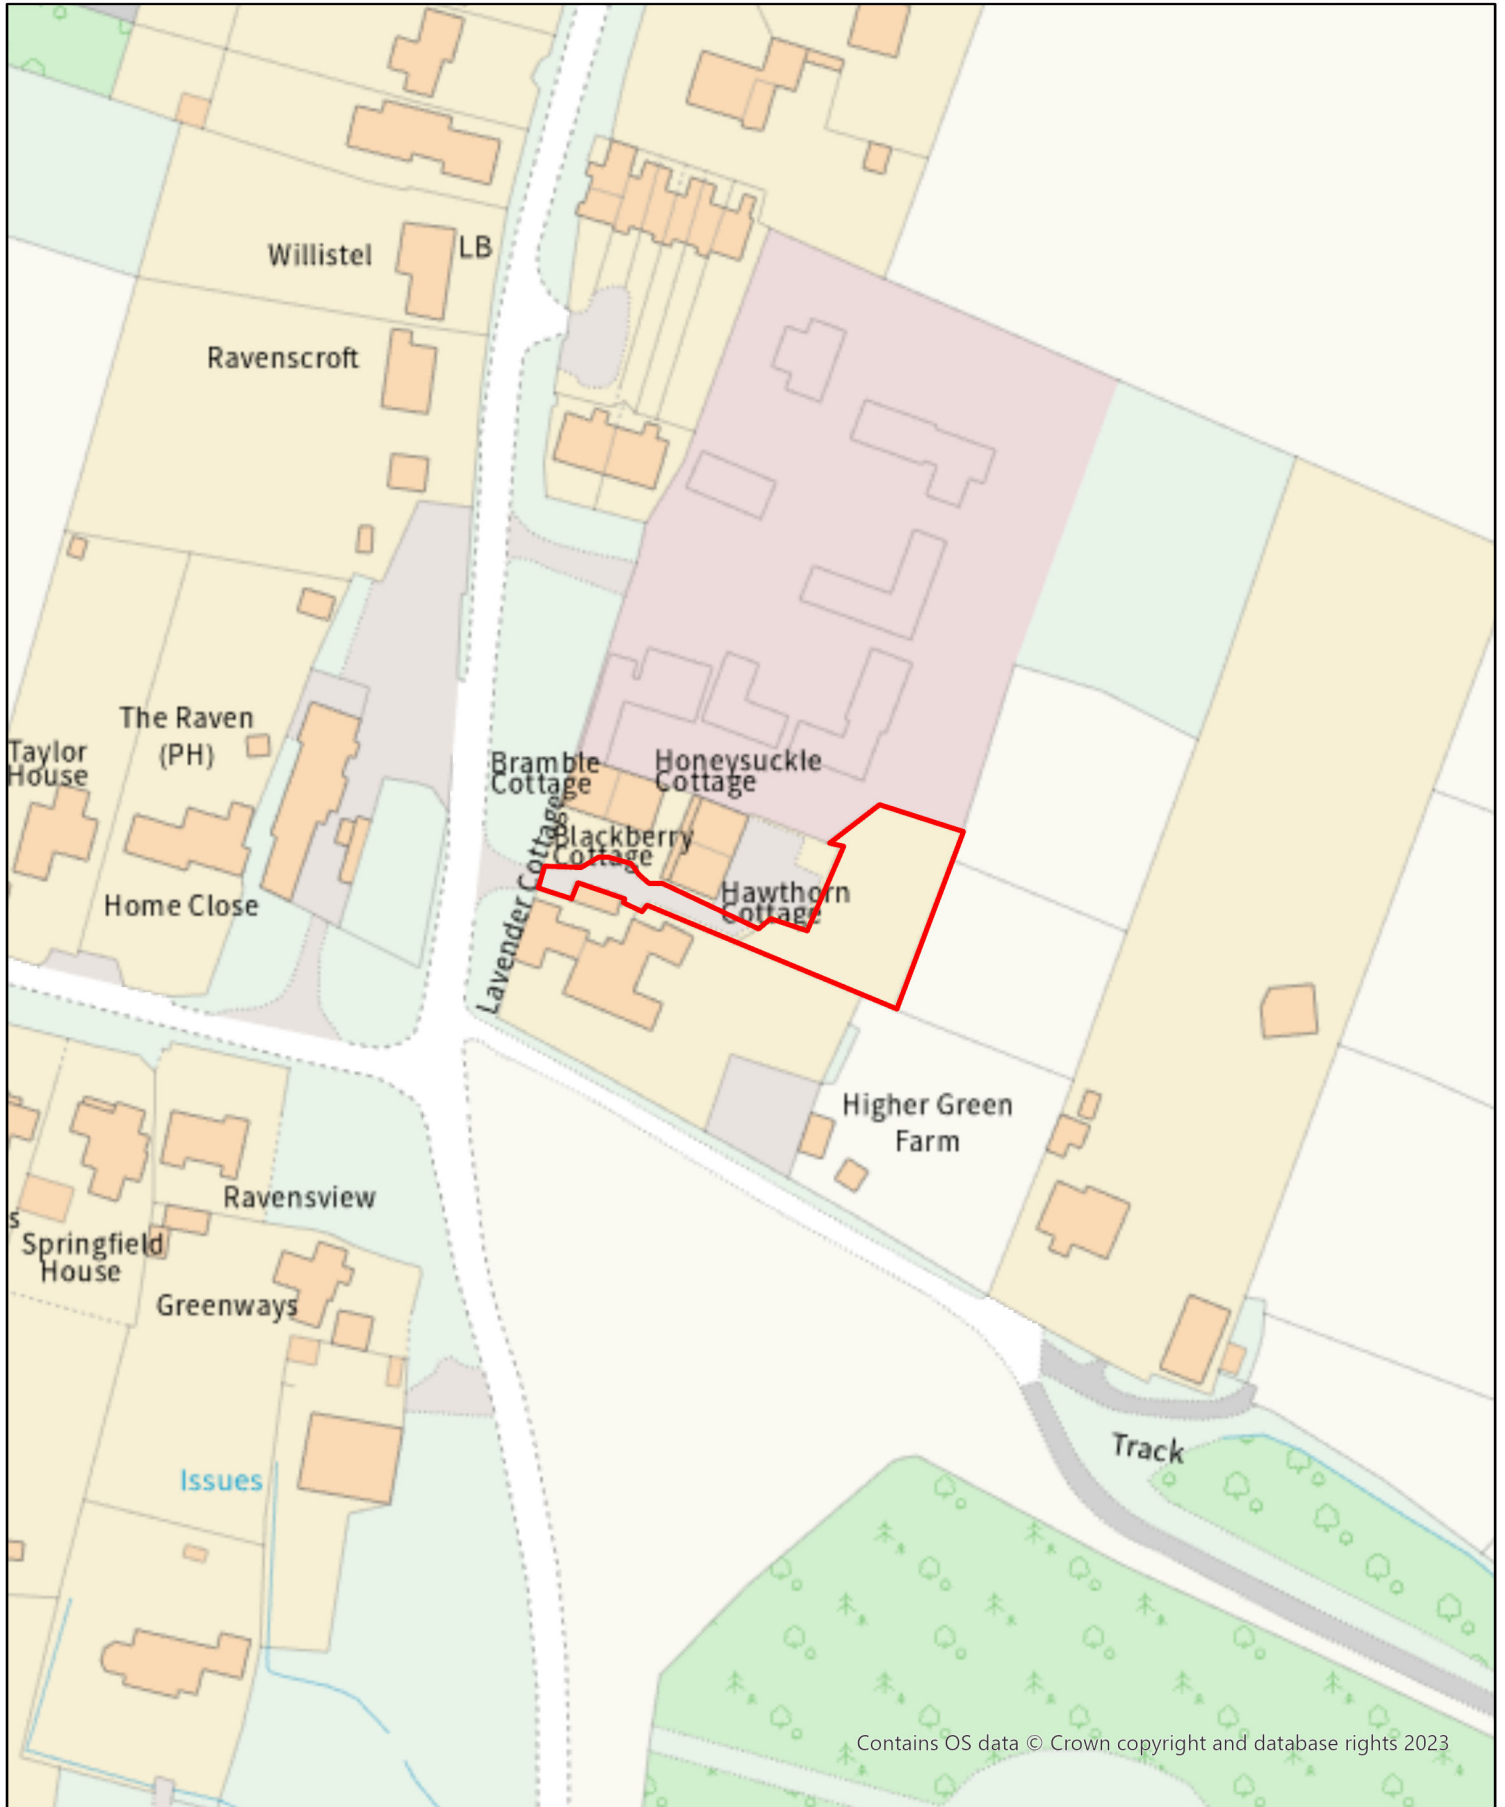 Willistel
LB
Ravenscroft
The Raven
(PH)
Taylor
House
Bramble
Cottage
Honeysuckle
Cottage
Blackberry
Cottage
Lavender Cottage
Hawthorn
Cottage
Home Close
Higher Green
Farm
Ravensview
s
Springfield
House
Greenways
Issues
Track
Contains OS data © Crown copyright and database rights 2023